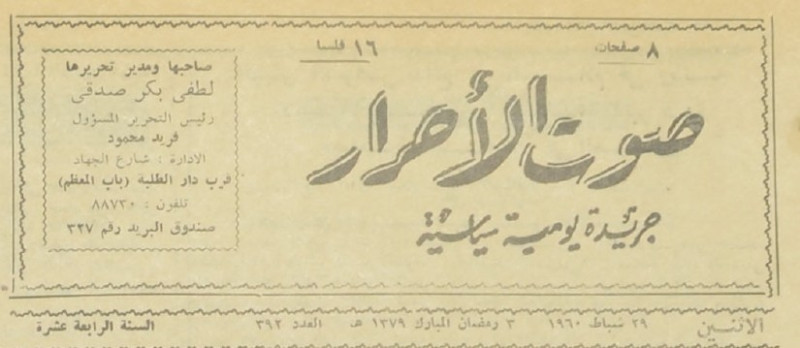 ٨ صفحات
١٦ فلسا
صوت الأحرار
جريدة يومية سياسية
صاحبها ومدير تحريرها
لطفي بكر صدقي
رئيس التحرير المسؤول
فريد محمود
الادارة : شارع الجهاد
قرب دار الطلبة (باب المعظم)
تلفون : ٨٨٧٣٠
صندوق البريد رقم ٣٢٧
الاثنين ٢٩ شباط ١٩٦٠ ٣ رمضان المبارك ١٣٧٩ هـ العدد ٣٩٢ السنة الرابعة عشرة